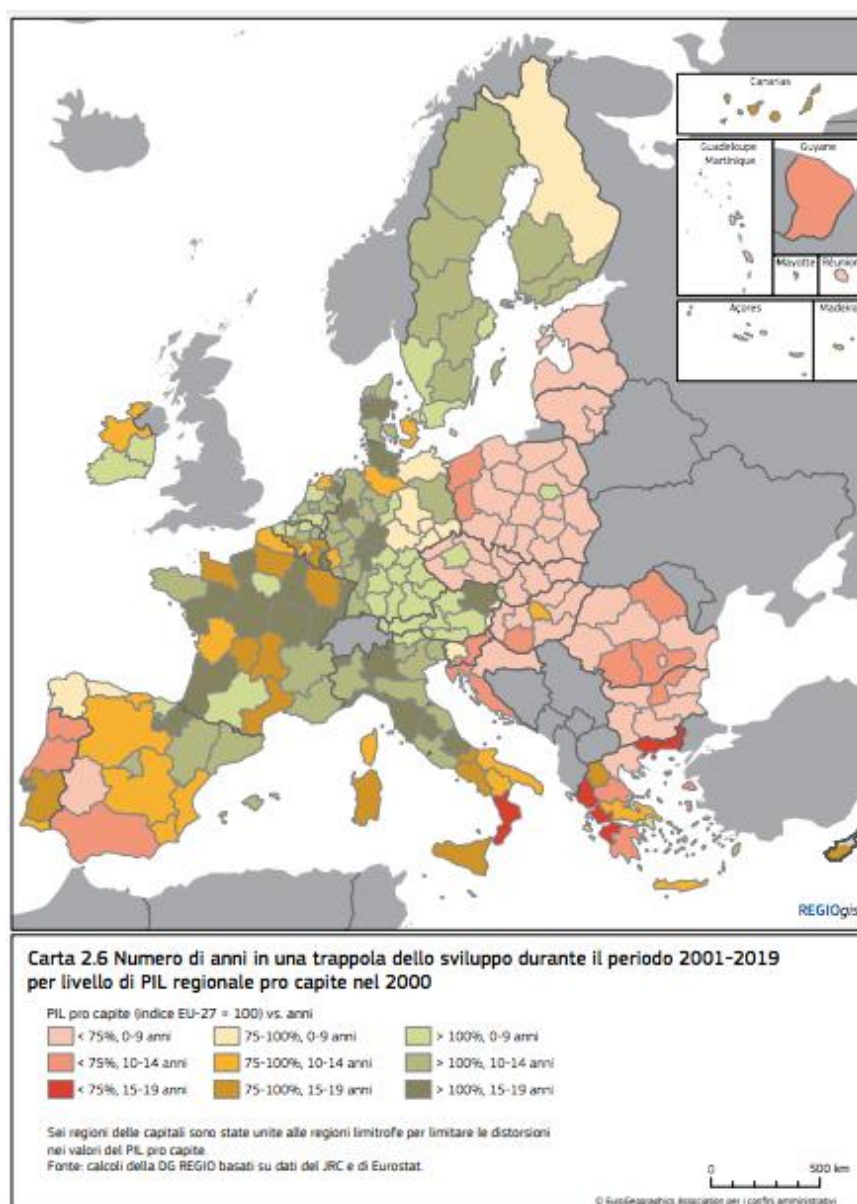 Canarias
Guadeloupe
Martinique
Guyane
Mayotte
Réunion
Açores
Madeira
REGIOgis
Carta 2.6 Numero di anni in una trappola dello sviluppo durante il periodo 2001-2019
per livello di PIL regionale pro capite nel 2000
PIL pro capite (indice EU-27 = 100) vs. anni
< 75%, 0-9 anni
75-100%, 0-9 anni
> 100%, 0-9 anni
< 75%, 10-14 anni
75-100%, 10-14 anni
> 100%, 10-14 anni
< 75%, 15-19 anni
75-100%, 15-19 anni
> 100%, 15-19 anni
Sei regioni delle capitali sono state unite alle regioni limitrofe per limitare le distorsioni
nei valori del PIL pro capite.
Fonte: calcoli della DG REGIO basati su dati del JRC e di Eurostat.
0 500 km
© EuroGeographics Association per i confini amministrativi